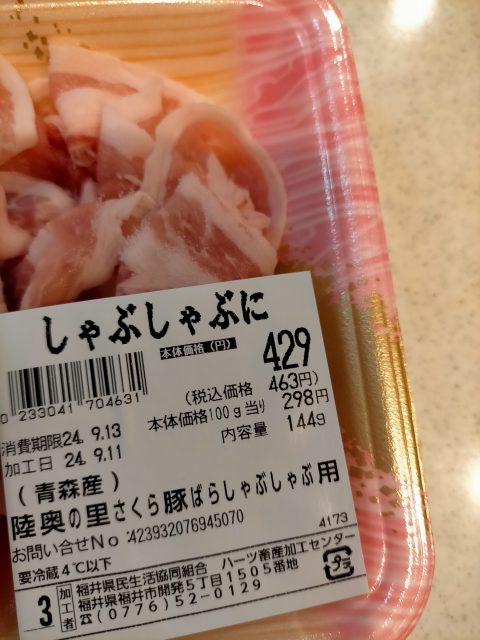 しゃぶしゃぶに
本体価格(円) 429
(税込価格 463円)
本体価格100g当り 298円
内容量 144g
0 233041 704631
消費期限24. 9.13
加工日 24. 9.11
(青森産)
陸奥の里さくら豚ばらしゃぶしゃぶ用
お問い合せNo:423932076945070
4173
要冷蔵4℃以下
3 加工者 福井県民生活協同組合 ハーツ畜産加工センター
福井県福井市開発5丁目1505番地
☎(0776)52-0129
プラ